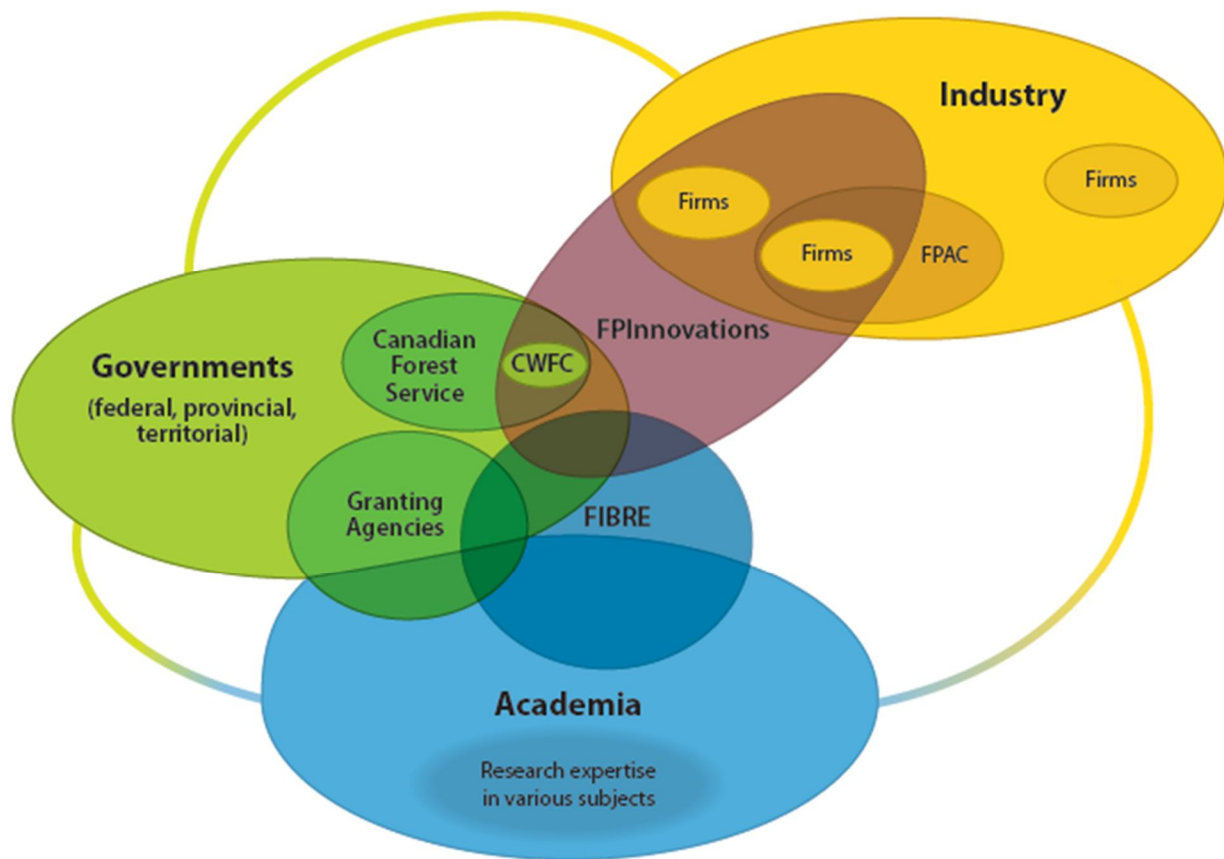 Industry
Firms
Firms
Firms
FPAC
FPInnovations
Canadian
Forest
Service
CWFC
Governments
(federal, provincial,
territorial)
Granting
Agencies
FIBRE
Academia
Research expertise
in various subjects